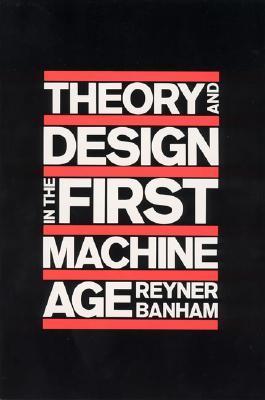 THEORY AND
DESIGN
IN THE FIRST
MACHINE
AGE REYNER
BANHAM